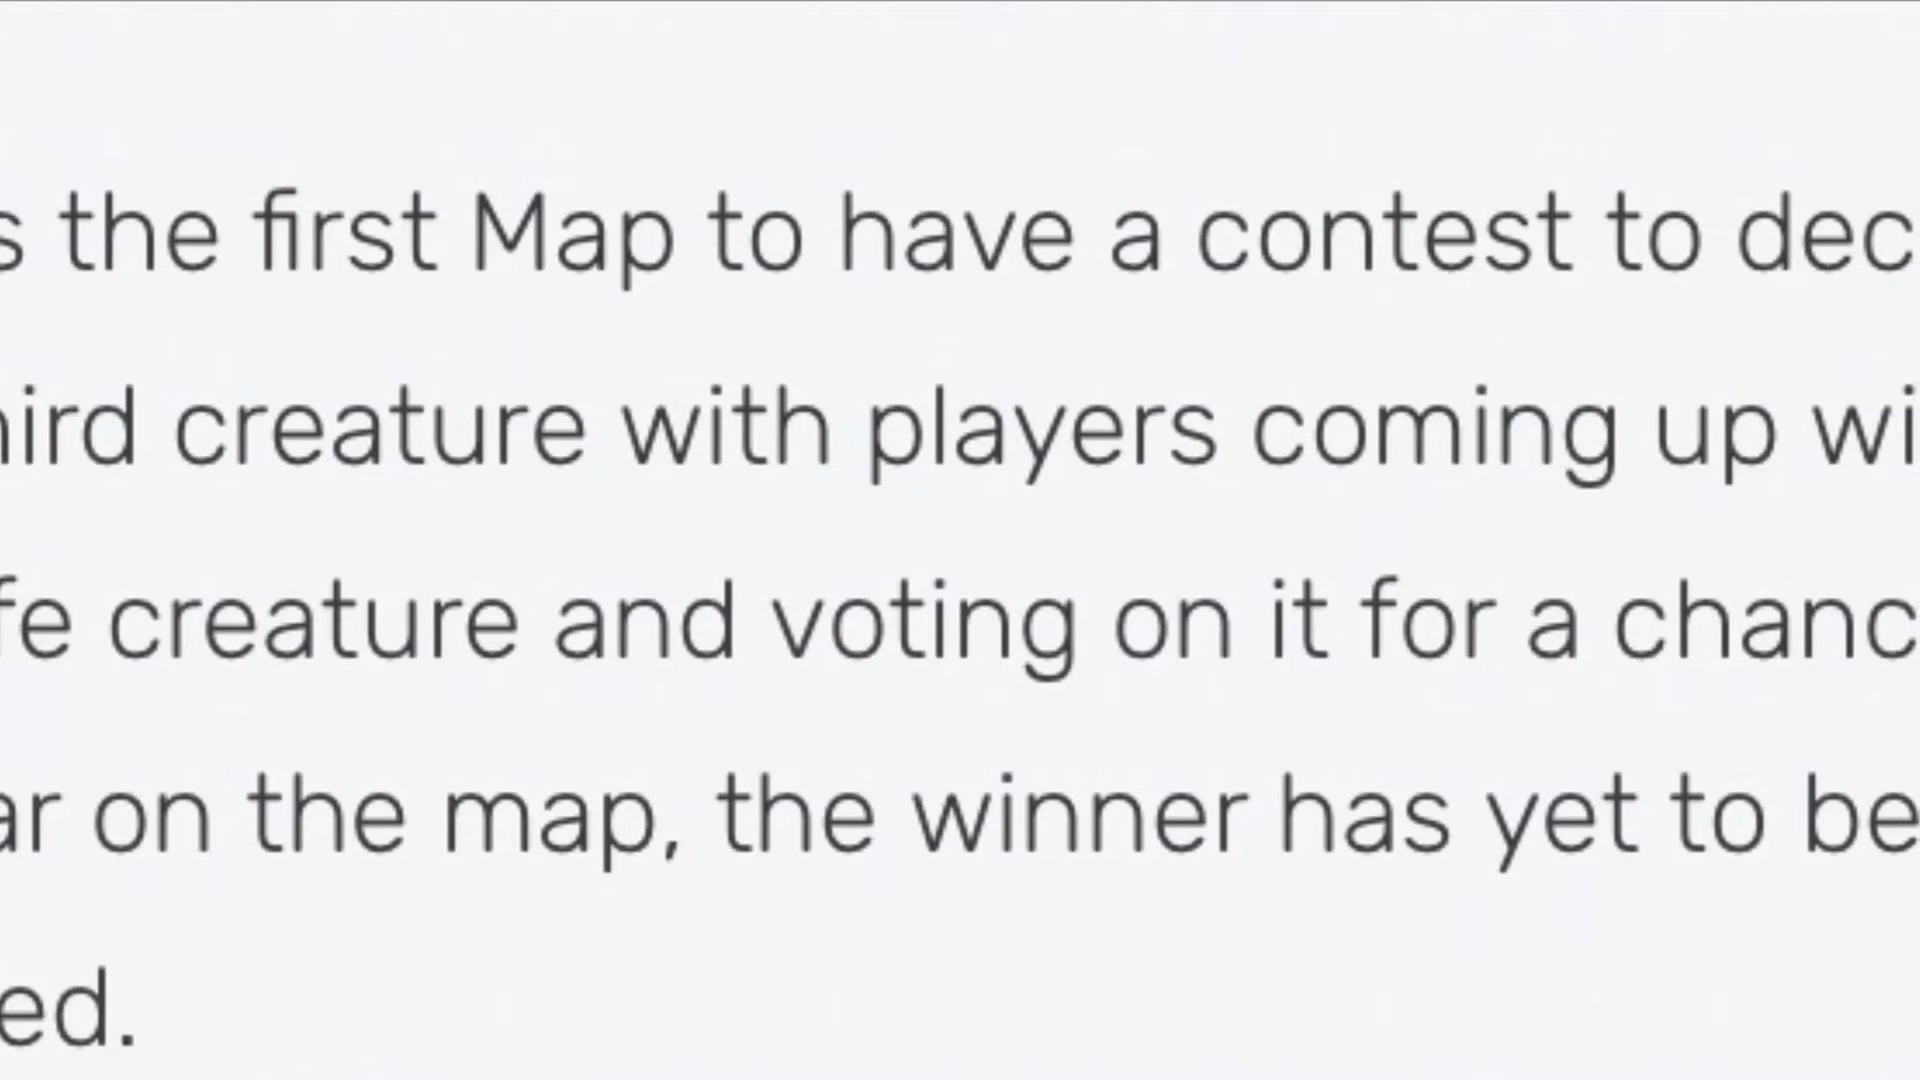 s the first Map to have a contest to dec
hird creature with players coming up wi
fe creature and voting on it for a chanc
ar on the map, the winner has yet to be
ed.